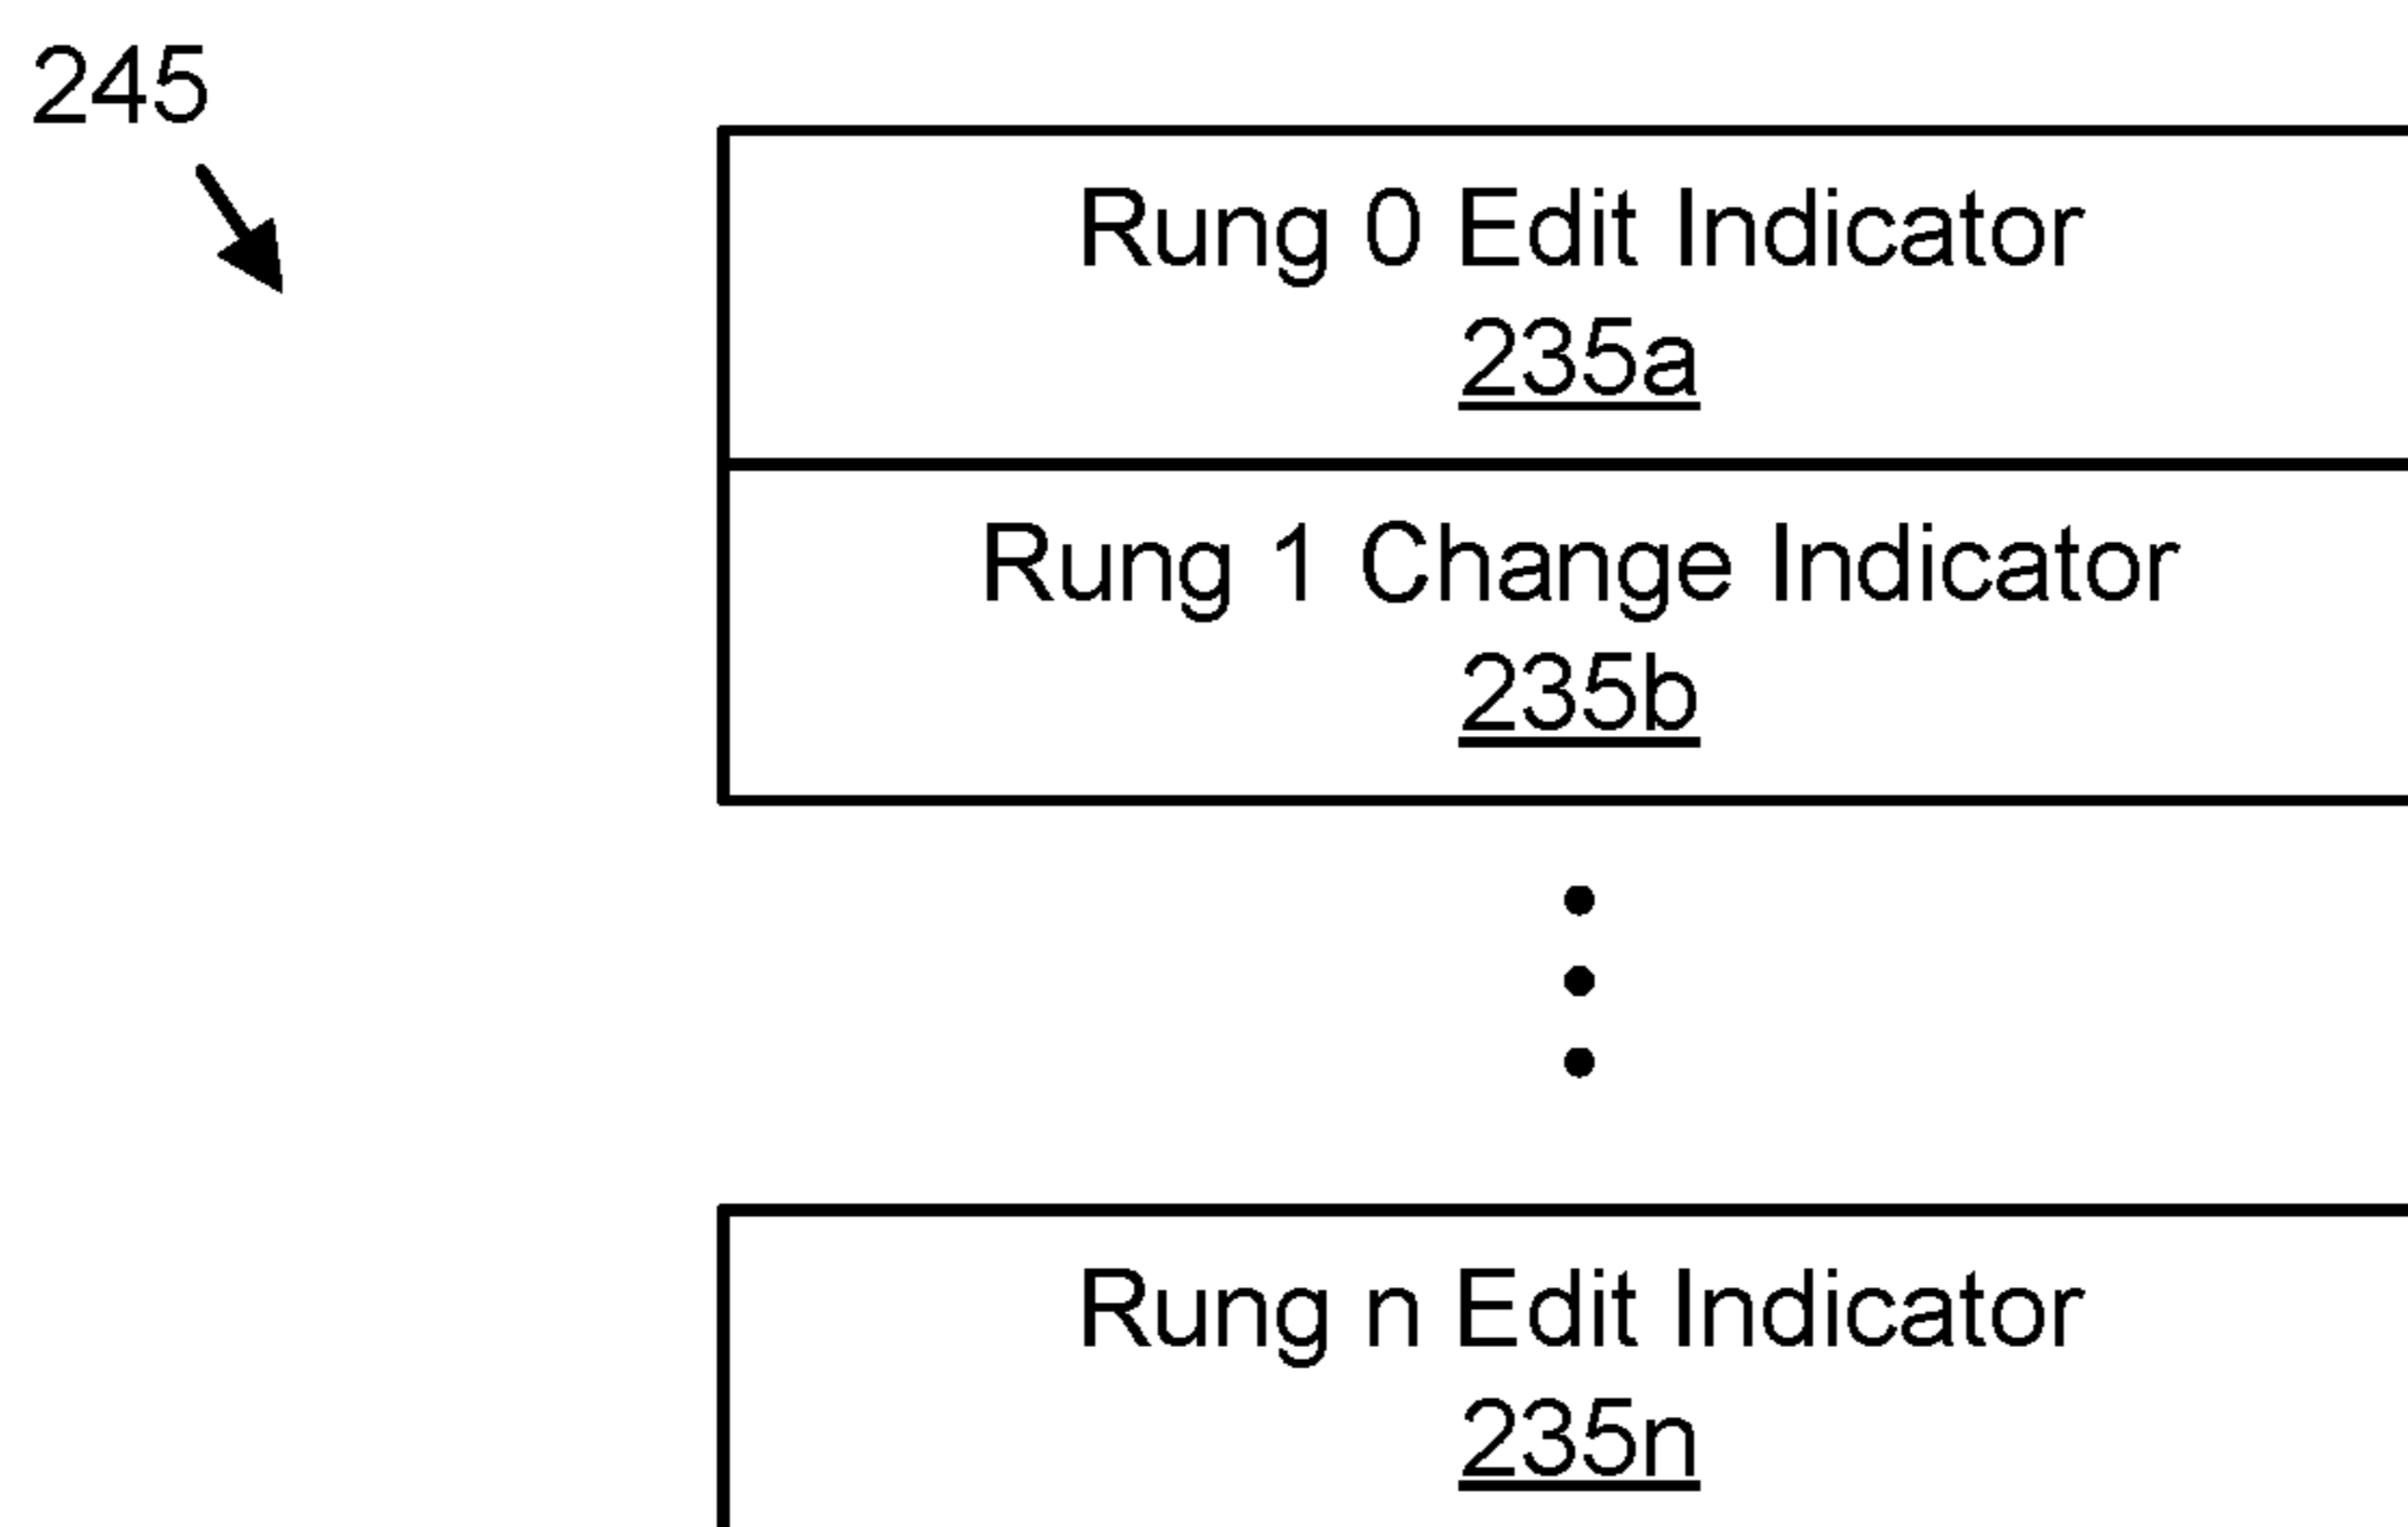 245
Rung 0 Edit Indicator
235a
Rung 1 Change Indicator
235b
Rung n Edit Indicator
235n